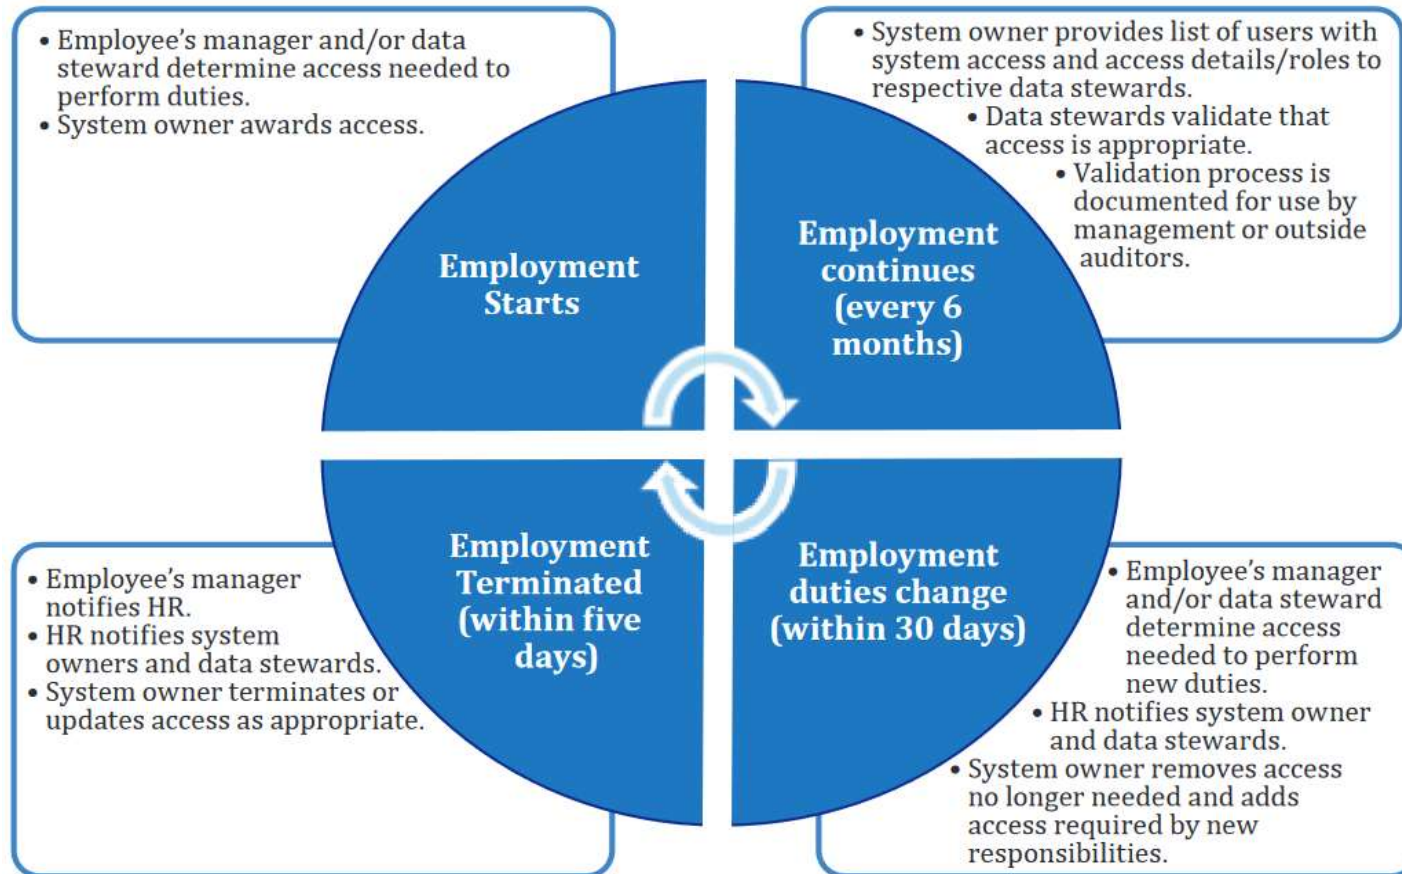 • Employee’s manager and/or data
steward determine access needed to
perform duties.
• System owner awards access.
Employment
Starts
• System owner provides list of users with
system access and access details/roles to
respective data stewards.
• Data stewards validate that
access is appropriate.
• Validation process is
documented for use by
management or outside
auditors.
Employment
continues
(every 6
months)
Employment
Terminated
(within five
days)
• Employee’s manager
notifies HR.
• HR notifies system
owners and data stewards.
• System owner terminates or
updates access as appropriate.
Employment
duties change
(within 30 days)
• Employee’s manager
and/or data steward
determine access
needed to perform
new duties.
• HR notifies system owner
and data stewards.
• System owner removes access
no longer needed and adds
access required by new
responsibilities.